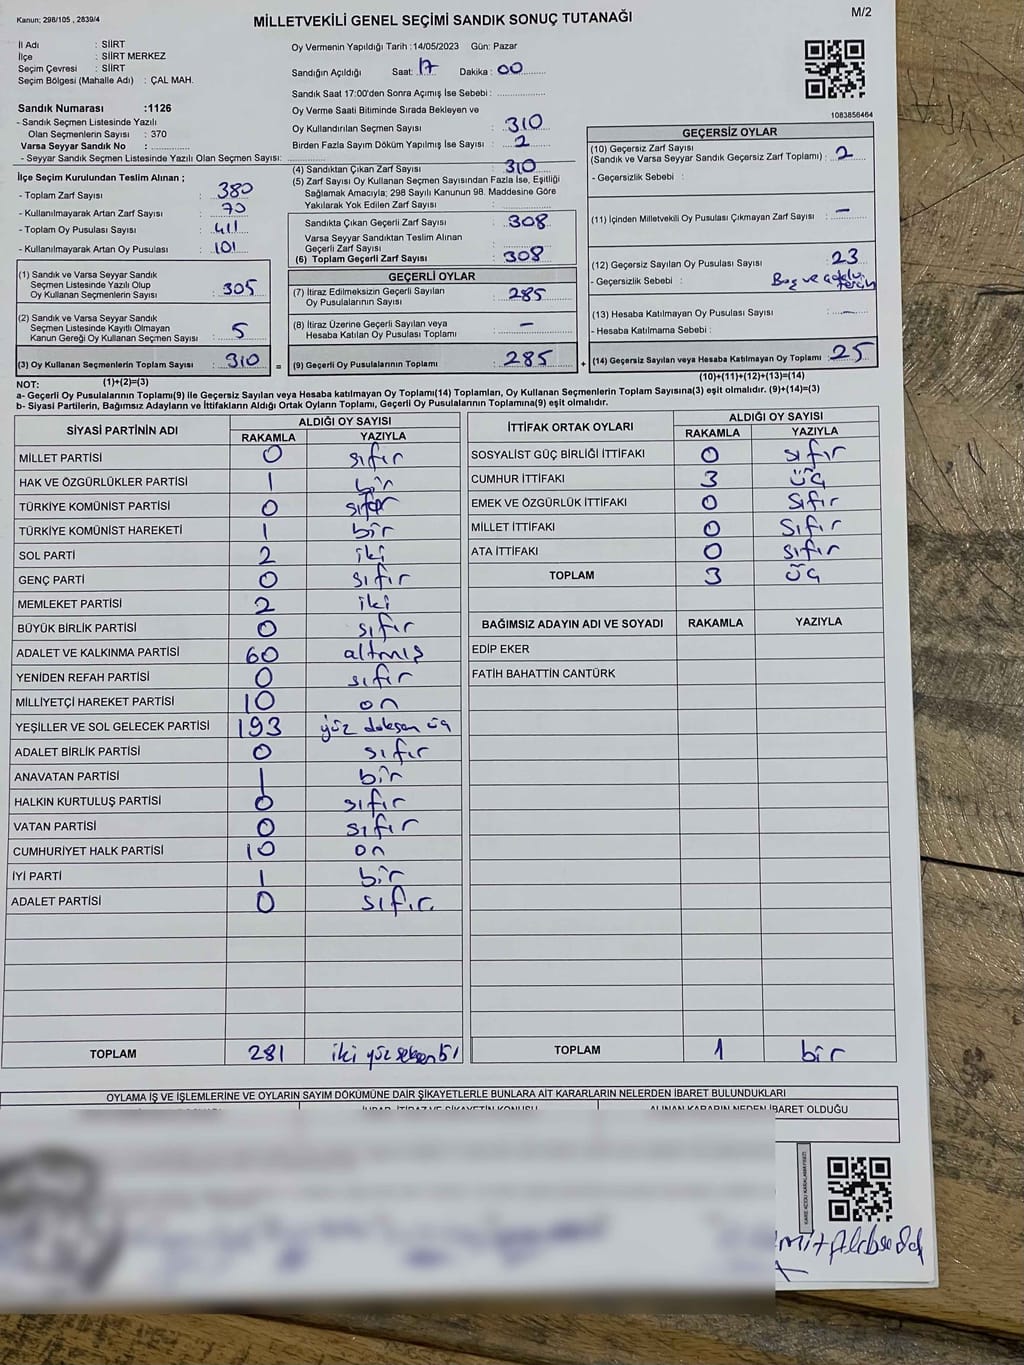 Kanun; 298/105 , 2839/4
MİLLETVEKİLİ GENEL SEÇİMİ SANDIK SONUÇ TUTANAĞI
M/2
İl Adı : SİİRT
İlçe : SİİRT MERKEZ
Seçim Çevresi : SİİRT
Seçim Bölgesi (Mahalle Adı) : ÇAL MAH.
Sandık Numarası :1126
- Sandık Seçmen Listesinde Yazılı
Olan Seçmenlerin Sayısı : 370
Varsa Seyyar Sandık No :
- Seyyar Sandık Seçmen Listesinde Yazılı Olan Seçmen Sayısı:
İlçe Seçim Kurulundan Teslim Alınan ;
- Toplam Zarf Sayısı : 380
- Kullanılmayarak Artan Zarf Sayısı : 70
- Toplam Oy Pusulası Sayısı : 411
- Kullanılmayarak Artan Oy Pusulası : 101
(1) Sandık ve Varsa Seyyar Sandık
Seçmen Listesinde Yazılı Olup
Oy Kullanan Seçmenlerin Sayısı : 305
(2) Sandık ve Varsa Seyyar Sandık
Seçmen Listesinde Kayıtlı Olmayan
Kanun Gereği Oy Kullanan Seçmen Sayısı : 5
(3) Oy Kullanan Seçmenlerin Toplam Sayısı : 310
Oy Vermenin Yapıldığı Tarih :14/05/2023 Gün: Pazar
Sandığın Açıldığı Saat: 17 Dakika : 00
Sandık Saat 17:00'den Sonra Açımış İse Sebebi :
Oy Verme Saati Bitiminde Sırada Bekleyen ve
Oy Kullandırılan Seçmen Sayısı : 310
Birden Fazla Sayım Döküm Yapılmış İse Sayısı : 2
(4) Sandıktan Çıkan Zarf Sayısı : 310
(5) Zarf Sayısı Oy Kullanan Seçmen Sayısından Fazla İse, Eşitliği
Sağlamak Amacıyla; 298 Sayılı Kanunun 98. Maddesine Göre
Yakılarak Yok Edilen Zarf Sayısı :
Sandıkta Çıkan Geçerli Zarf Sayısı : 308
Varsa Seyyar Sandıktan Teslim Alınan
Geçerli Zarf Sayısı :
(6) Toplam Geçerli Zarf Sayısı : 308
GEÇERLİ OYLAR
(7) İtiraz Edilmeksizin Geçerli Sayılan
Oy Pusulalarının Sayısı : 285
(8) İtiraz Üzerine Geçerli Sayılan veya
Hesaba Katılan Oy Pusulası Toplamı : –
= (9) Geçerli Oy Pusulalarının Toplamı : 285
1083856464
GEÇERSİZ OYLAR
(10) Geçersiz Zarf Sayısı
(Sandık ve Varsa Seyyar Sandık Geçersiz Zarf Toplamı) : 2
- Geçersizlik Sebebi :
(11) İçinden Milletvekili Oy Pusulası Çıkmayan Zarf Sayısı : –
(12) Geçersiz Sayılan Oy Pusulası Sayısı : 23
- Geçersizlik Sebebi : Boş ve
(13) Hesaba Katılmayan Oy Pusulası Sayısı : –
- Hesaba Katılmama Sebebi :
+ (14) Geçersiz Sayılan veya Hesaba Katılmayan Oy Toplamı : 25
NOT: (1)+(2)=(3)
(10)+(11)+(12)+(13)=(14)
a- Geçerli Oy Pusulalarının Toplamı(9) ile Geçersiz Sayılan veya Hesaba katılmayan Oy Toplamı(14) Toplamları, Oy Kullanan Seçmenlerin Toplam Sayısına(3) eşit olmalıdır. (9)+(14)=(3)
b- Siyasi Partilerin, Bağımsız Adayların ve İttifakların Aldığı Ortak Oyların Toplamı, Geçerli Oy Pusulalarının Toplamına(9) eşit olmalıdır.
SİYASİ PARTİNİN ADI ALDIĞI OY SAYISI
RAKAMLA YAZIYLA
MİLLET PARTİSİ 0 sıfır
HAK VE ÖZGÜRLÜKLER PARTİSİ 1 bir
TÜRKİYE KOMÜNİST PARTİSİ 0 sıfır
TÜRKİYE KOMÜNİST HAREKETİ 1 bir
SOL PARTİ 2 iki
GENÇ PARTİ 0 sıfır
MEMLEKET PARTİSİ 2 iki
BÜYÜK BİRLİK PARTİSİ 0 sıfır
ADALET VE KALKINMA PARTİSİ 60 altmış
YENİDEN REFAH PARTİSİ 0 sıfır
MİLLİYETÇİ HAREKET PARTİSİ 10 on
YEŞİLLER VE SOL GELECEK PARTİSİ 193 yüz doksan üç
ADALET BİRLİK PARTİSİ 0 sıfır
ANAVATAN PARTİSİ 1 bir
HALKIN KURTULUŞ PARTİSİ 0 sıfır
VATAN PARTİSİ 0 sıfır
CUMHURİYET HALK PARTİSİ 10 on
İYİ PARTİ 1 bir
ADALET PARTİSİ 0 sıfır.
TOPLAM 281 iki yüz seksen bi
İTTİFAK ORTAK OYLARI ALDIĞI OY SAYISI
RAKAMLA YAZIYLA
SOSYALİST GÜÇ BİRLİĞİ İTTİFAKI 0 sıfır
CUMHUR İTTİFAKI 3 üç
EMEK VE ÖZGÜRLÜK İTTİFAKI 0 sıfır
MİLLET İTTİFAKI 0 sıfır
ATA İTTİFAKI 0 sıfır
TOPLAM 3 üç
BAĞIMSIZ ADAYIN ADI VE SOYADI RAKAMLA YAZIYLA
EDİP EKER
FATİH BAHATTİN CANTÜRK
TOPLAM 1 bir
OYLAMA İŞ VE İŞLEMLERİNE VE OYLARIN SAYIM DÖKÜMÜNE DAİR ŞİKAYETLERLE BUNLARA AİT KARARLARIN NELERDEN İBARET BULUNDUKLARI
ALINAN KARARIN NEDEN İBARET OLDUĞU